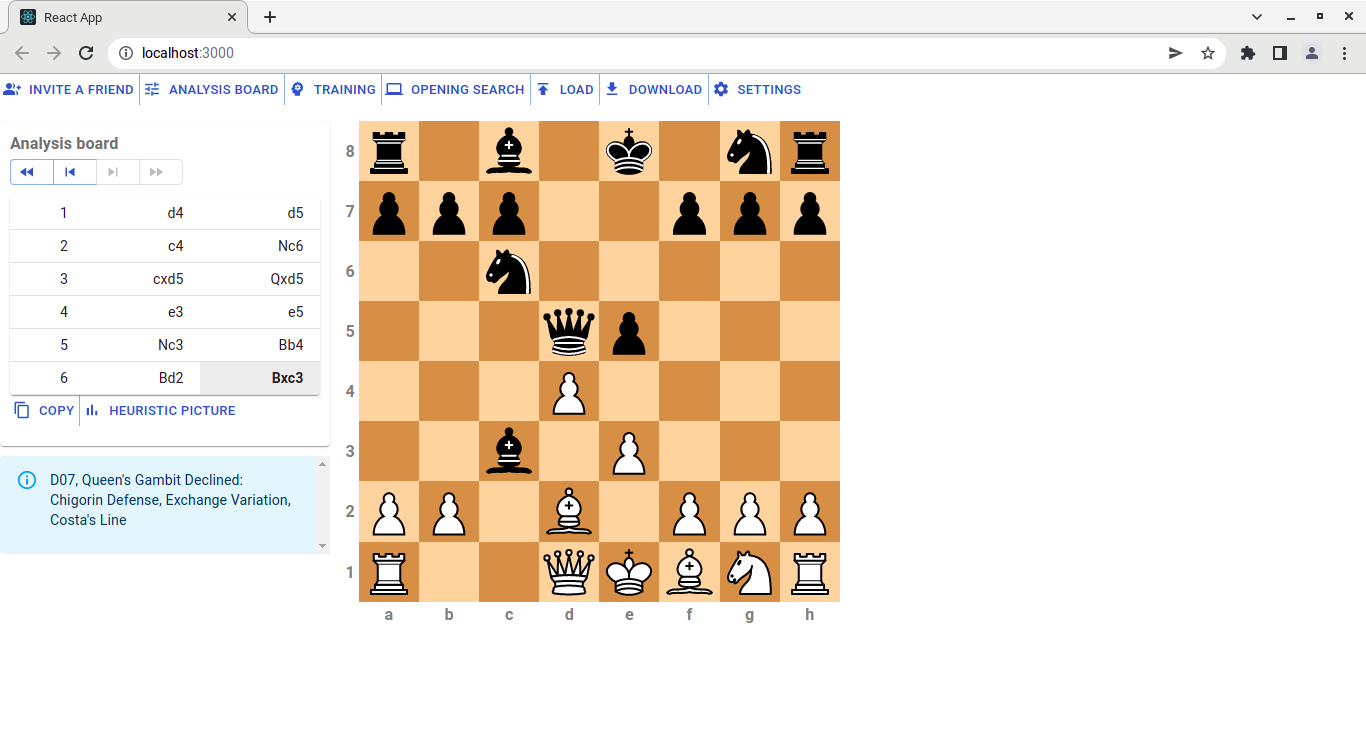 React App
localhost:3000
INVITE A FRIEND ANALYSIS BOARD TRAINING OPENING SEARCH LOAD DOWNLOAD SETTINGS
Analysis board
1 d4 d5
2 c4 Nc6
3 cxd5 Qxd5
4 e3 e5
5 Nc3 Bb4
6 Bd2 Bxc3
COPY HEURISTIC PICTURE
D07, Queen's Gambit Declined:
Chigorin Defense, Exchange Variation,
Costa's Line
8
7
6
5
4
3
2
1
a b c d e f g h